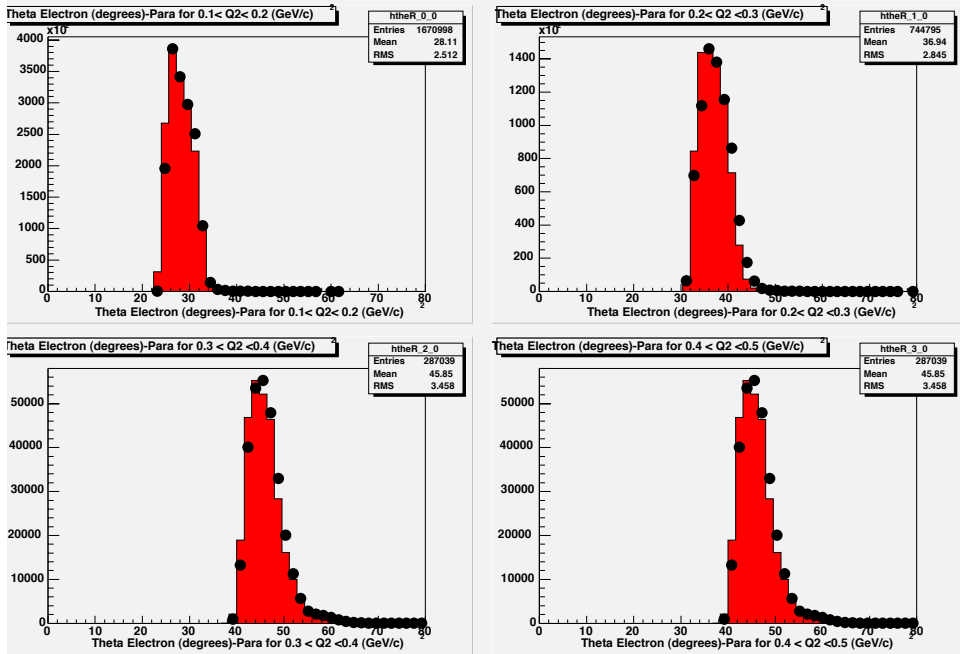 Theta Electron (degrees)-Para for 0.1< Q2< 0.2 (GeV/c) 2
htheR_0_0
Entries 1670998
Mean 28.11
RMS 2.512
x10
4000
3500
3000
2500
2000
1500
1000
500
0
0 10 20 30 40 50 60 70 80
Theta Electron (degrees)-Para for 0.1< Q2< 0.2 (GeV/c) 2
Theta Electron (degrees)-Para for 0.2< Q2 <0.3 (GeV/c) 2
htheR_1_0
Entries 744795
Mean 36.94
RMS 2.845
x10
1400
1200
1000
800
600
400
200
0
0 10 20 30 40 50 60 70 80
Theta Electron (degrees)-Para for 0.2< Q2 <0.3 (GeV/c) 2
Theta Electron (degrees)-Para for 0.3 < Q2 <0.4 (GeV/c) 2
htheR_2_0
Entries 287039
Mean 45.85
RMS 3.458
50000
40000
30000
20000
10000
0
0 10 20 30 40 50 60 70 80
Theta Electron (degrees)-Para for 0.3 < Q2 <0.4 (GeV/c) 2
Theta Electron (degrees)-Para for 0.4 < Q2 <0.5 (GeV/c) 2
htheR_3_0
Entries 287039
Mean 45.85
RMS 3.458
50000
40000
30000
20000
10000
0
0 10 20 30 40 50 60 70 80
Theta Electron (degrees)-Para for 0.4 < Q2 <0.5 (GeV/c) 2